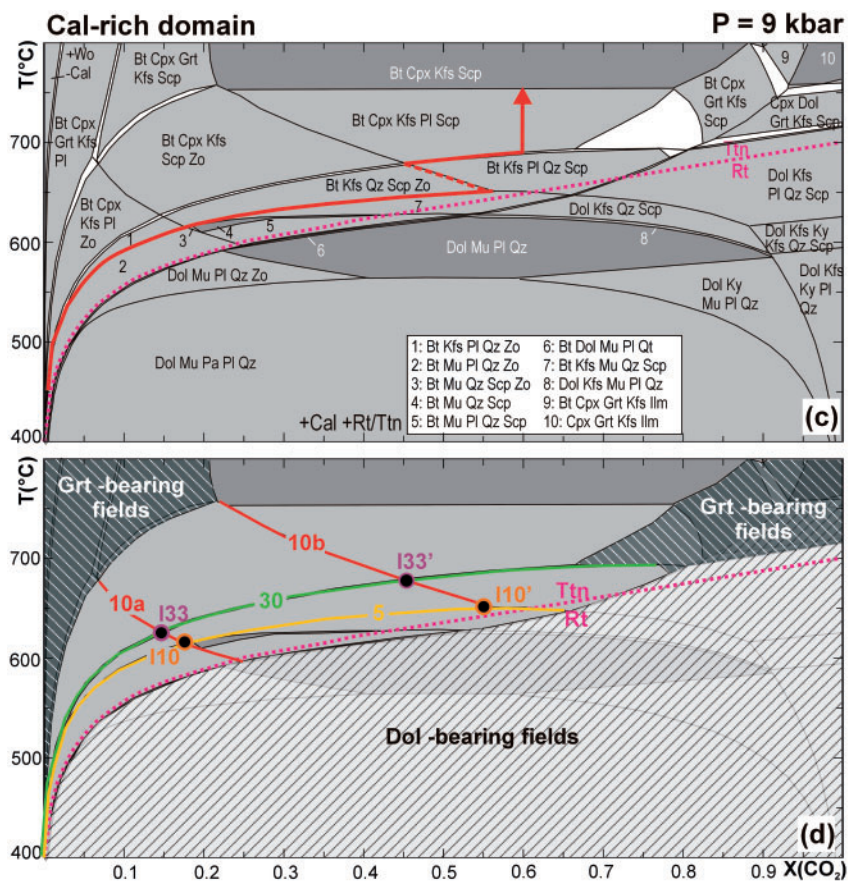 Cal-rich domain
P = 9 kbar
T(°C)
700
600
500
400
+Wo
-Cal
Bt Cpx Grt
Kfs Scp
Bt Cpx Kfs Scp
9
10
Bt Cpx
Grt Kfs
Pl
Bt Cpx Kfs
Scp Zo
Bt Cpx Kfs Pl Scp
Bt Cpx
Grt Kfs
Scp
Cpx Dol
Grt Kfs Scp
Ttn
Rt
Bt Kfs Pl Qz Scp
Bt Kfs Qz Scp Zo
Dol Kfs
Pl Qz Scp
Bt Cpx
Kfs Pl
Zo
1
2
3
4
5
6
7
8
Dol Kfs Qz Scp
Dol Kfs Ky
Kfs Qz Scp
Dol Mu Pl Qz
Dol Mu Pl Qz Zo
Dol Ky
Mu Pl Qz
Dol Kfs
Ky Pl
Qz
Dol Mu Pa Pl Qz
1: Bt Kfs Pl Qz Zo
2: Bt Mu Pl Qz Zo
3: Bt Mu Qz Scp Zo
4: Bt Mu Qz Scp
5: Bt Mu Pl Qz Scp
6: Bt Dol Mu Pl Qt
7: Bt Kfs Mu Qz Scp
8: Dol Kfs Mu Pl Qz
9: Bt Cpx Grt Kfs Ilm
10: Cpx Grt Kfs Ilm
+Cal +Rt/Ttn
(c)
T(°C)
700
600
500
400
Grt -bearing
fields
Grt -bearing
fields
10b
I33'
10a
I33
30
I10'
5
I10
Ttn
Rt
Dol -bearing fields
(d)
0.1 0.2 0.3 0.4 0.5 0.6 0.7 0.8 0.9 X(CO2)